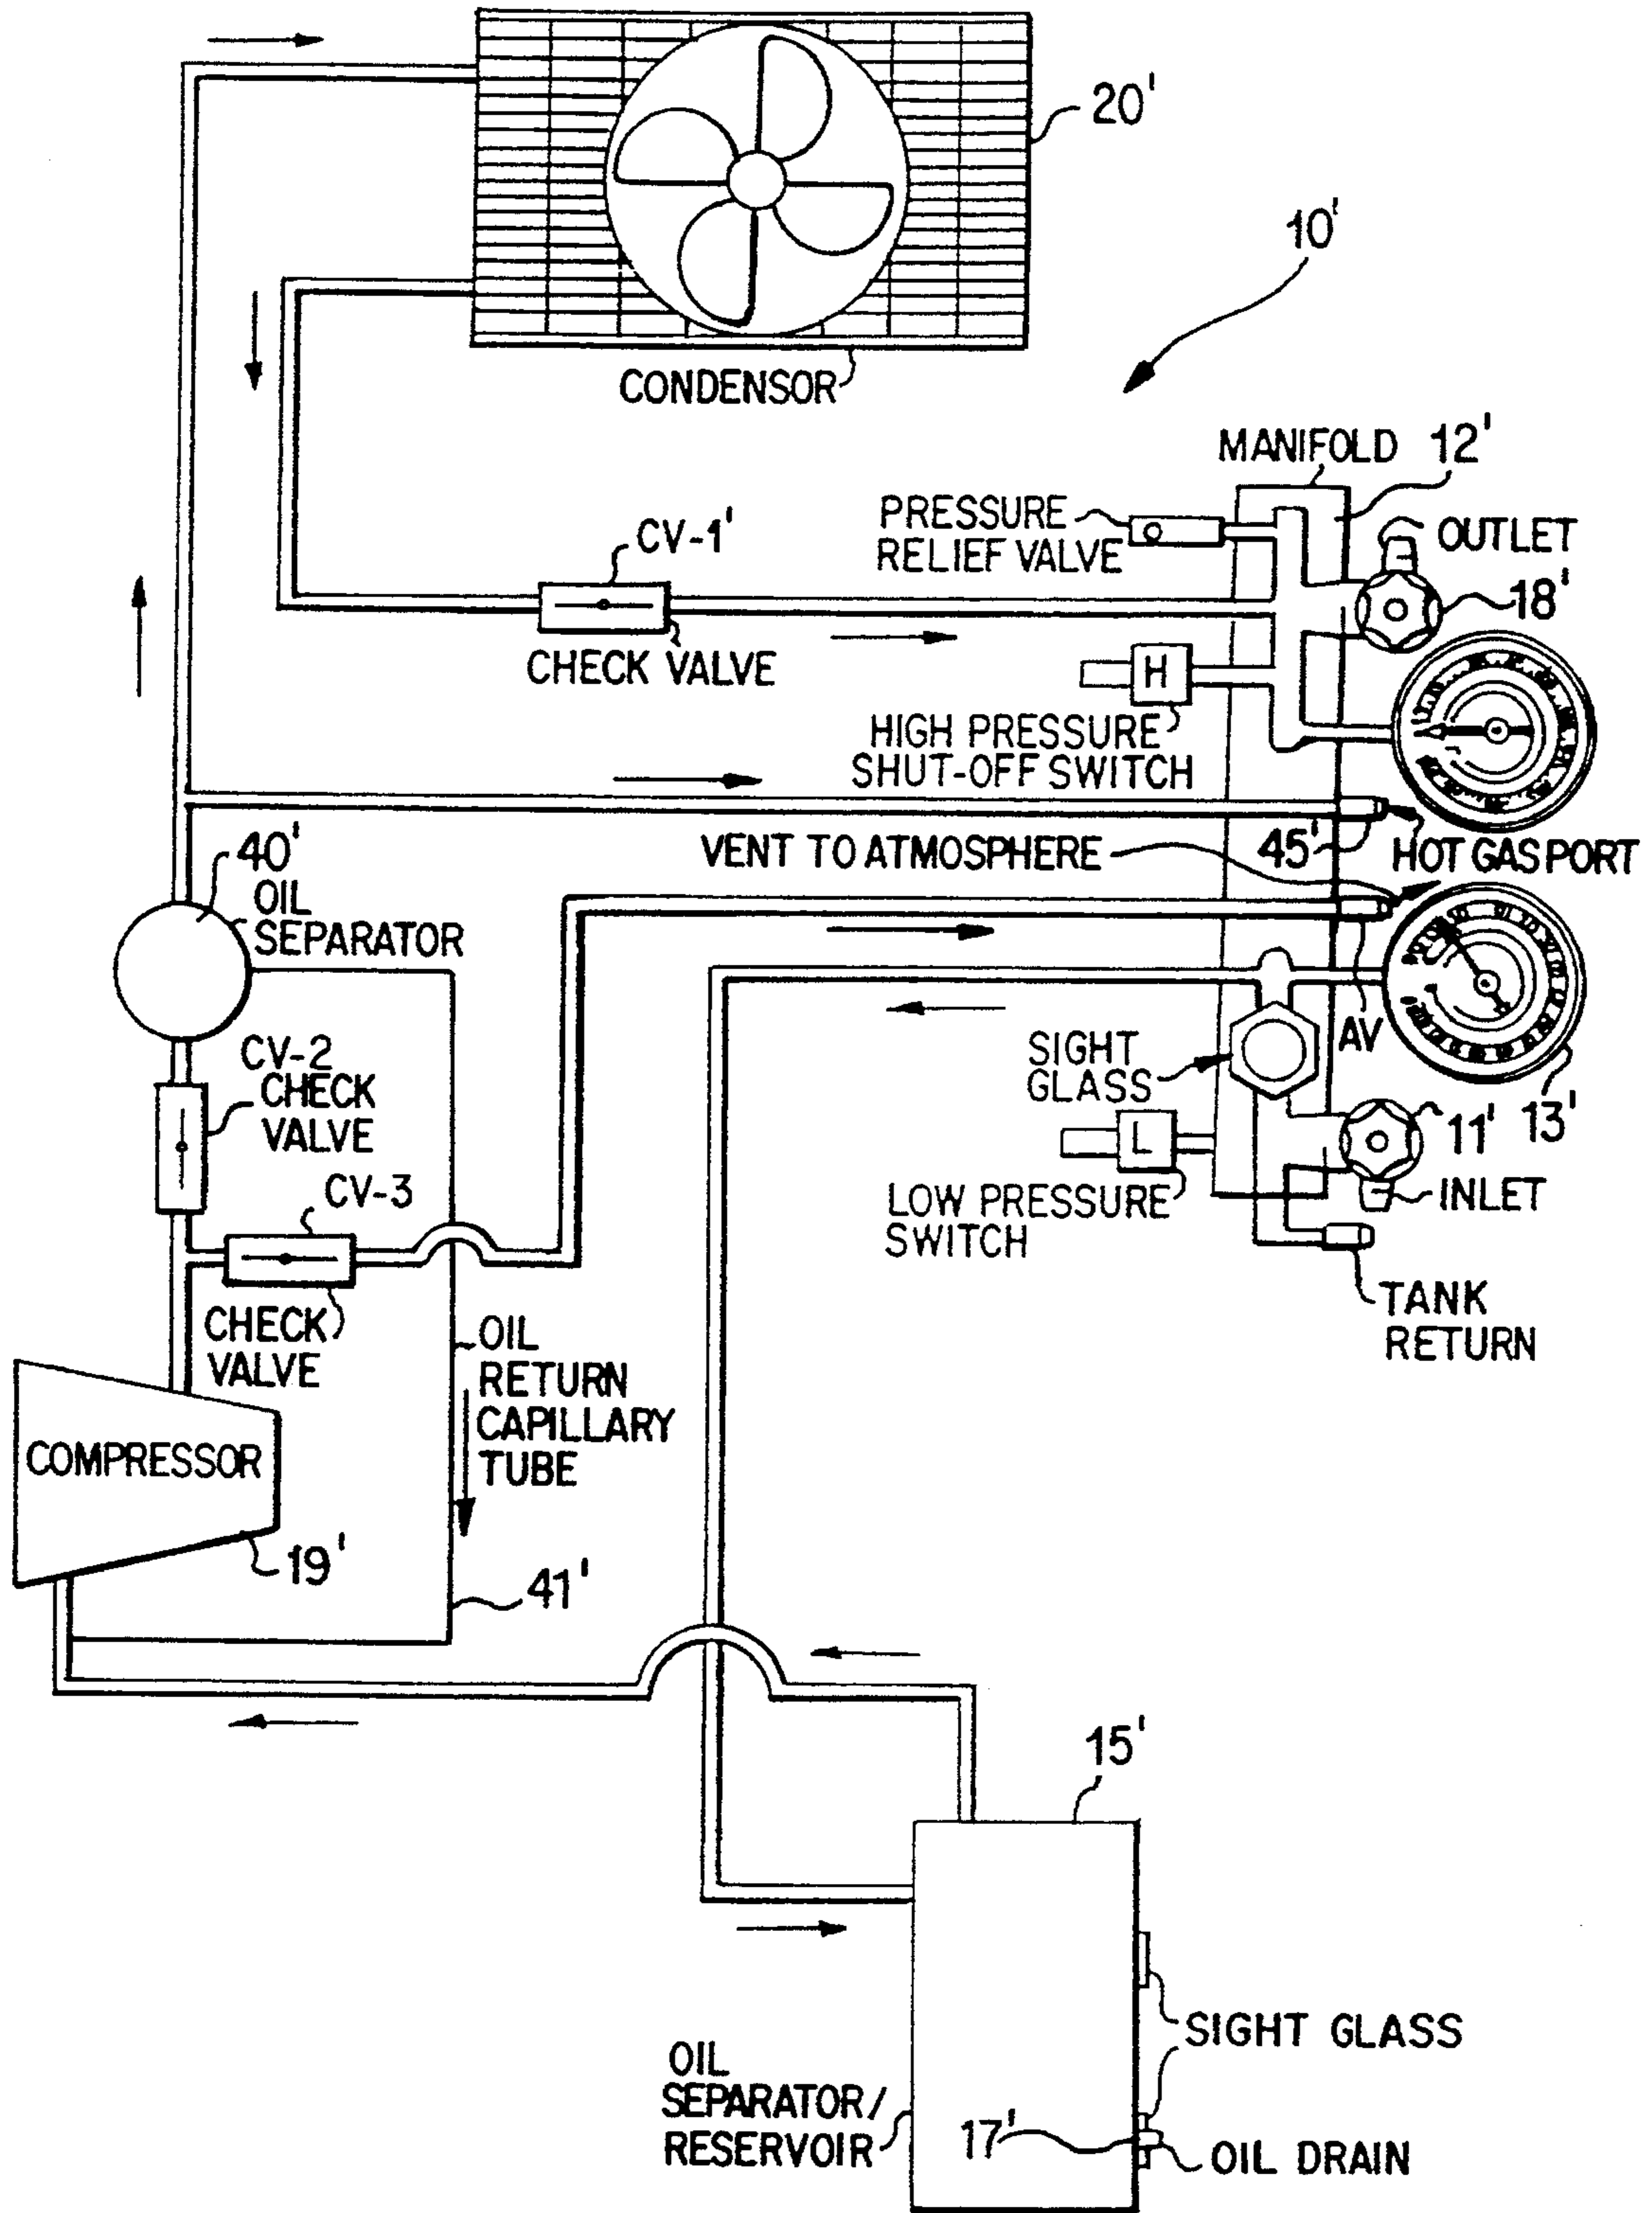 20'
10'
CONDENSOR
MANIFOLD 12'
PRESSURE
RELIEF VALVE
OUTLET
CV-1'
18'
CHECK VALVE
H
HIGH PRESSURE
SHUT-OFF SWITCH
VENT TO ATMOSPHERE
45'
HOT GAS PORT
40'
OIL
SEPARATOR
AV
SIGHT
GLASS
CV-2
CHECK
VALVE
13'
11'
L
LOW PRESSURE
SWITCH
INLET
CV-3
TANK
RETURN
CHECK
VALVE
OIL
RETURN
CAPILLARY
TUBE
COMPRESSOR
19'
41'
15'
SIGHT GLASS
OIL
SEPARATOR/
RESERVOIR
17'
OIL DRAIN